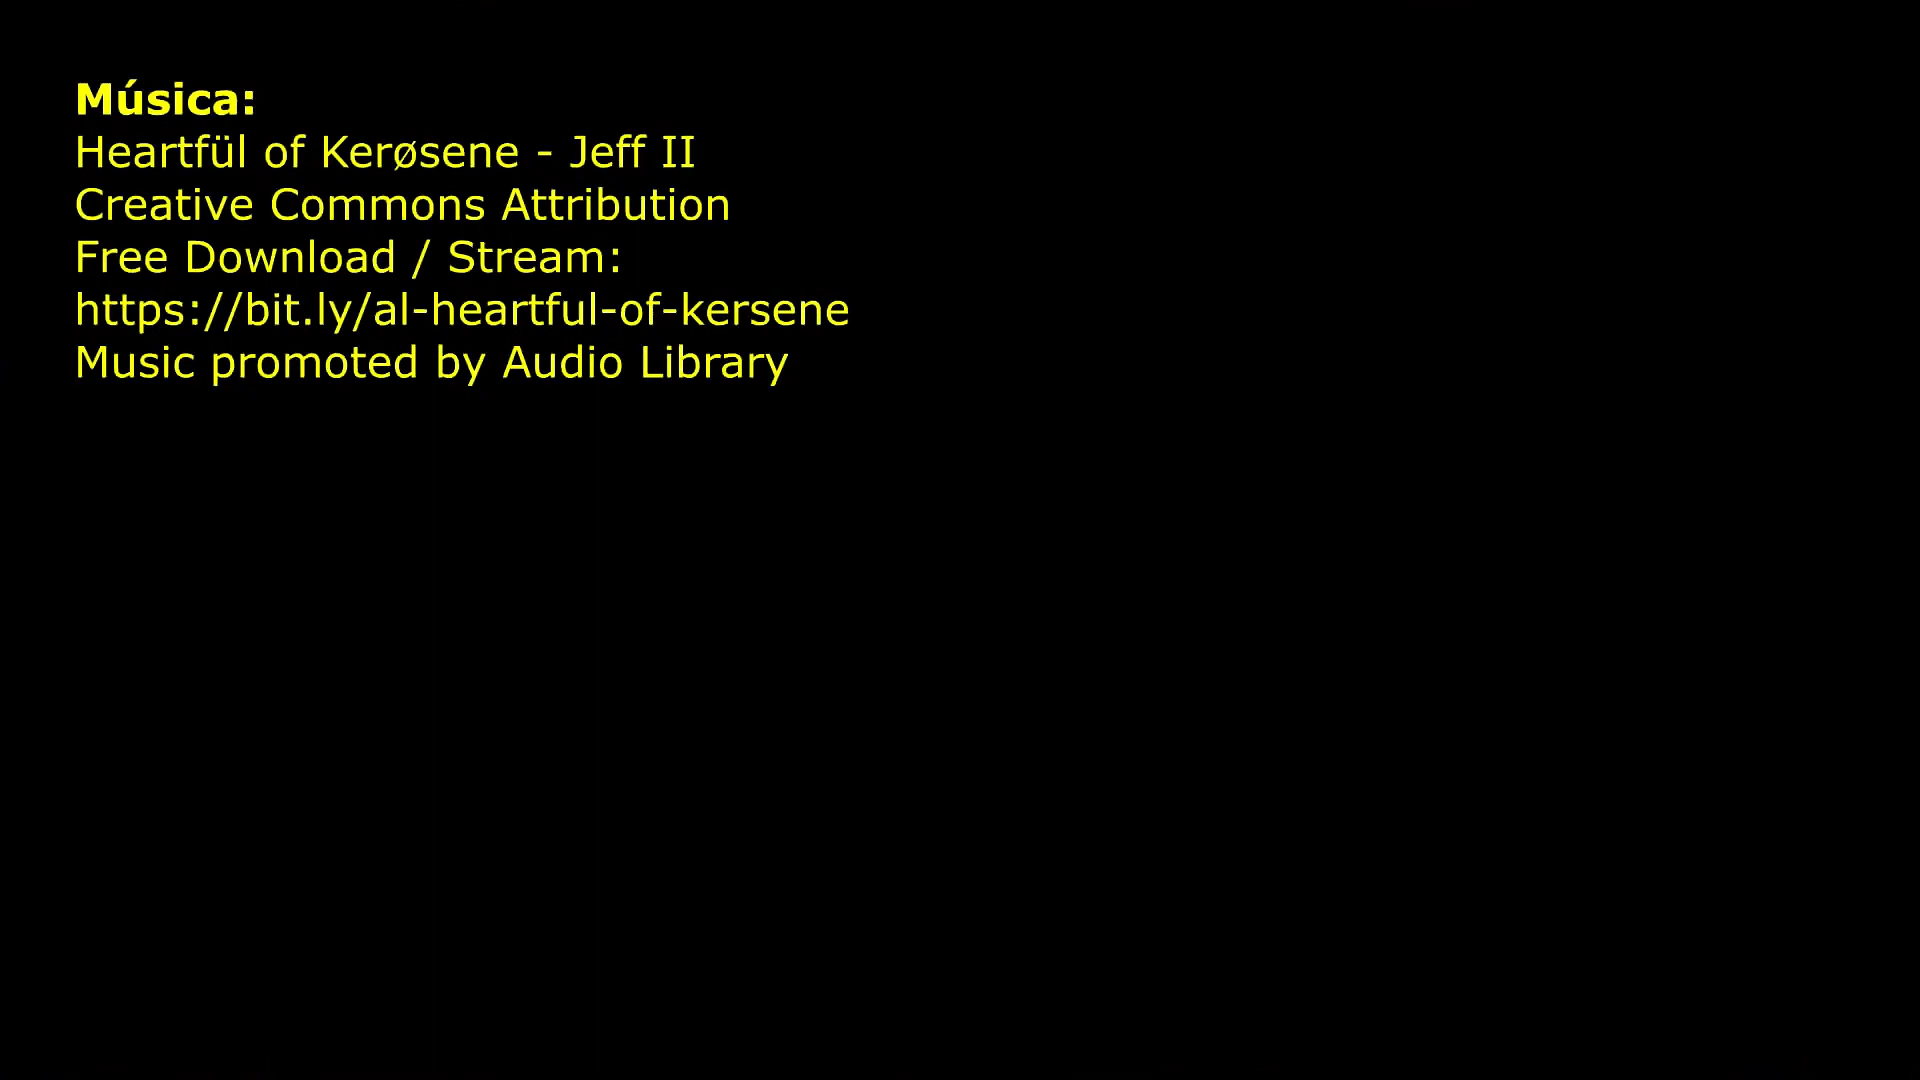 Música:
Heartfül of Kerøsene - Jeff II
Creative Commons Attribution
Free Download / Stream:
https://bit.ly/al-heartful-of-kersene
Music promoted by Audio Library